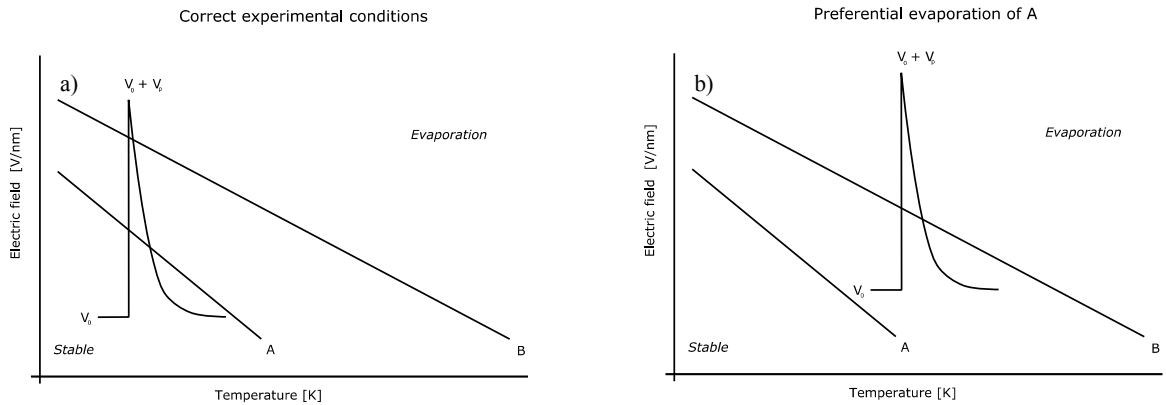 Correct experimental conditions
a)
V₀ + Vₚ
Evaporation
Electric field [V/nm]
V₀
Stable
A
B
Temperature [K]
Preferential evaporation of A
b)
V₀ + Vₚ
Evaporation
Electric field [V/nm]
V₀
Stable
A
B
Temperature [K]